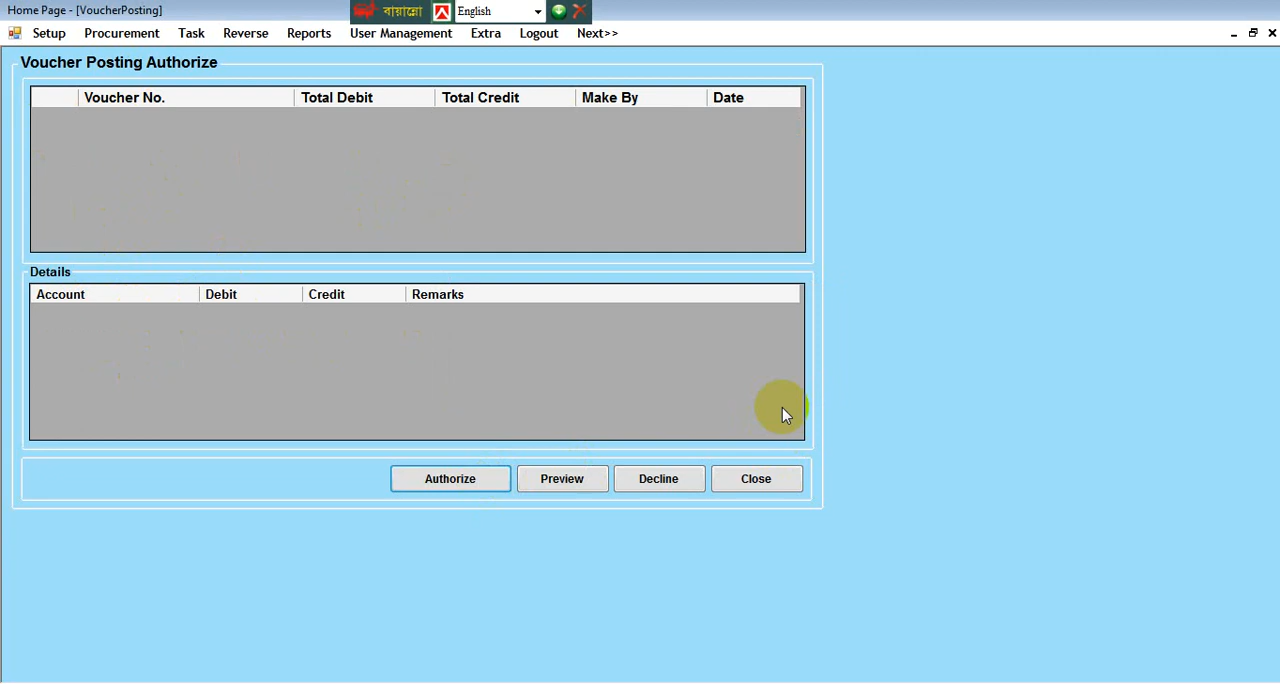 Home Page - [VoucherPosting]
বায়ান্নো English
Setup Procurement Task Reverse Reports User Management Extra Logout Next>>
Voucher Posting Authorize
Voucher No. Total Debit Total Credit Make By Date
Details
Account Debit Credit Remarks
Authorize Preview Decline Close